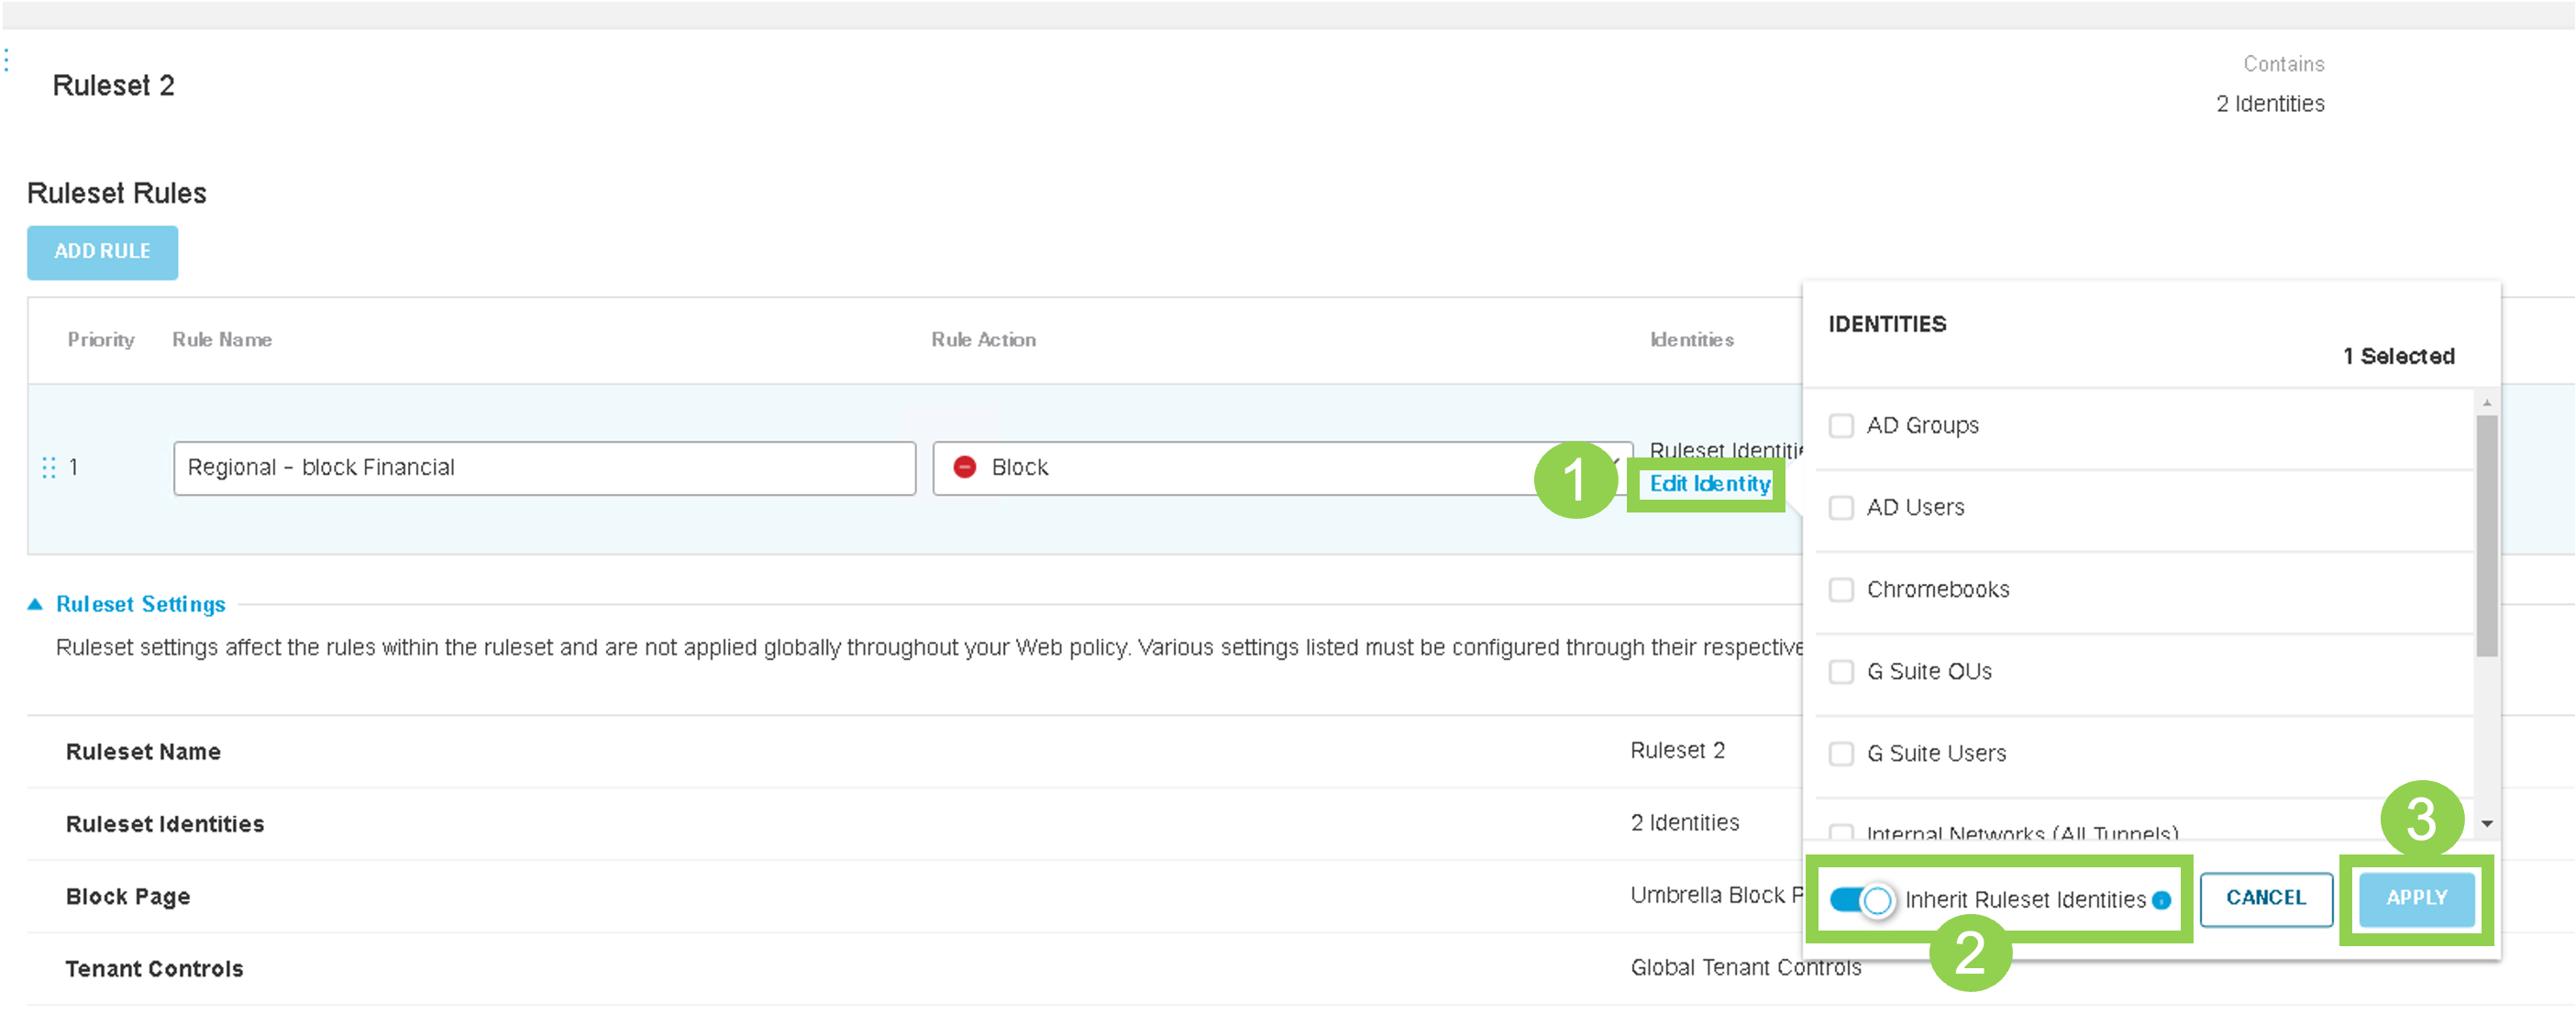 Ruleset 2
Contains
2 Identities
Ruleset Rules
ADD RULE
Priority
Rule Name
Rule Action
Identities
1
Regional - block Financial
Block
Ruleset
1
Edit Identity
IDENTITIES
1 Selected
AD Groups
AD Users
Chromebooks
G Suite OUs
G Suite Users
Internal Networks (All Tunnels)
Inherit Ruleset Identities
CANCEL
APPLY
2
3
Ruleset Settings
Ruleset settings affect the rules within the ruleset and are not applied globally throughout your Web policy. Various settings listed must be configured through their respective
Ruleset Name
Ruleset 2
Ruleset Identities
2 Identities
Block Page
Umbrella Block
Tenant Controls
Global Tenant Controls